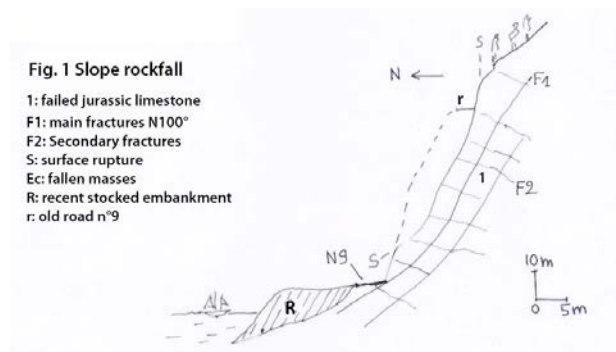 Fig. 1 Slope rockfall
1: failed jurassic limestone
F1: main fractures N100°
F2: Secondary fractures
S: surface rupture
Ec: fallen masses
R: recent stocked embankment
r: old road n°9
N
S
F1
r
1
F2
N9
S
R
10m
0 5m